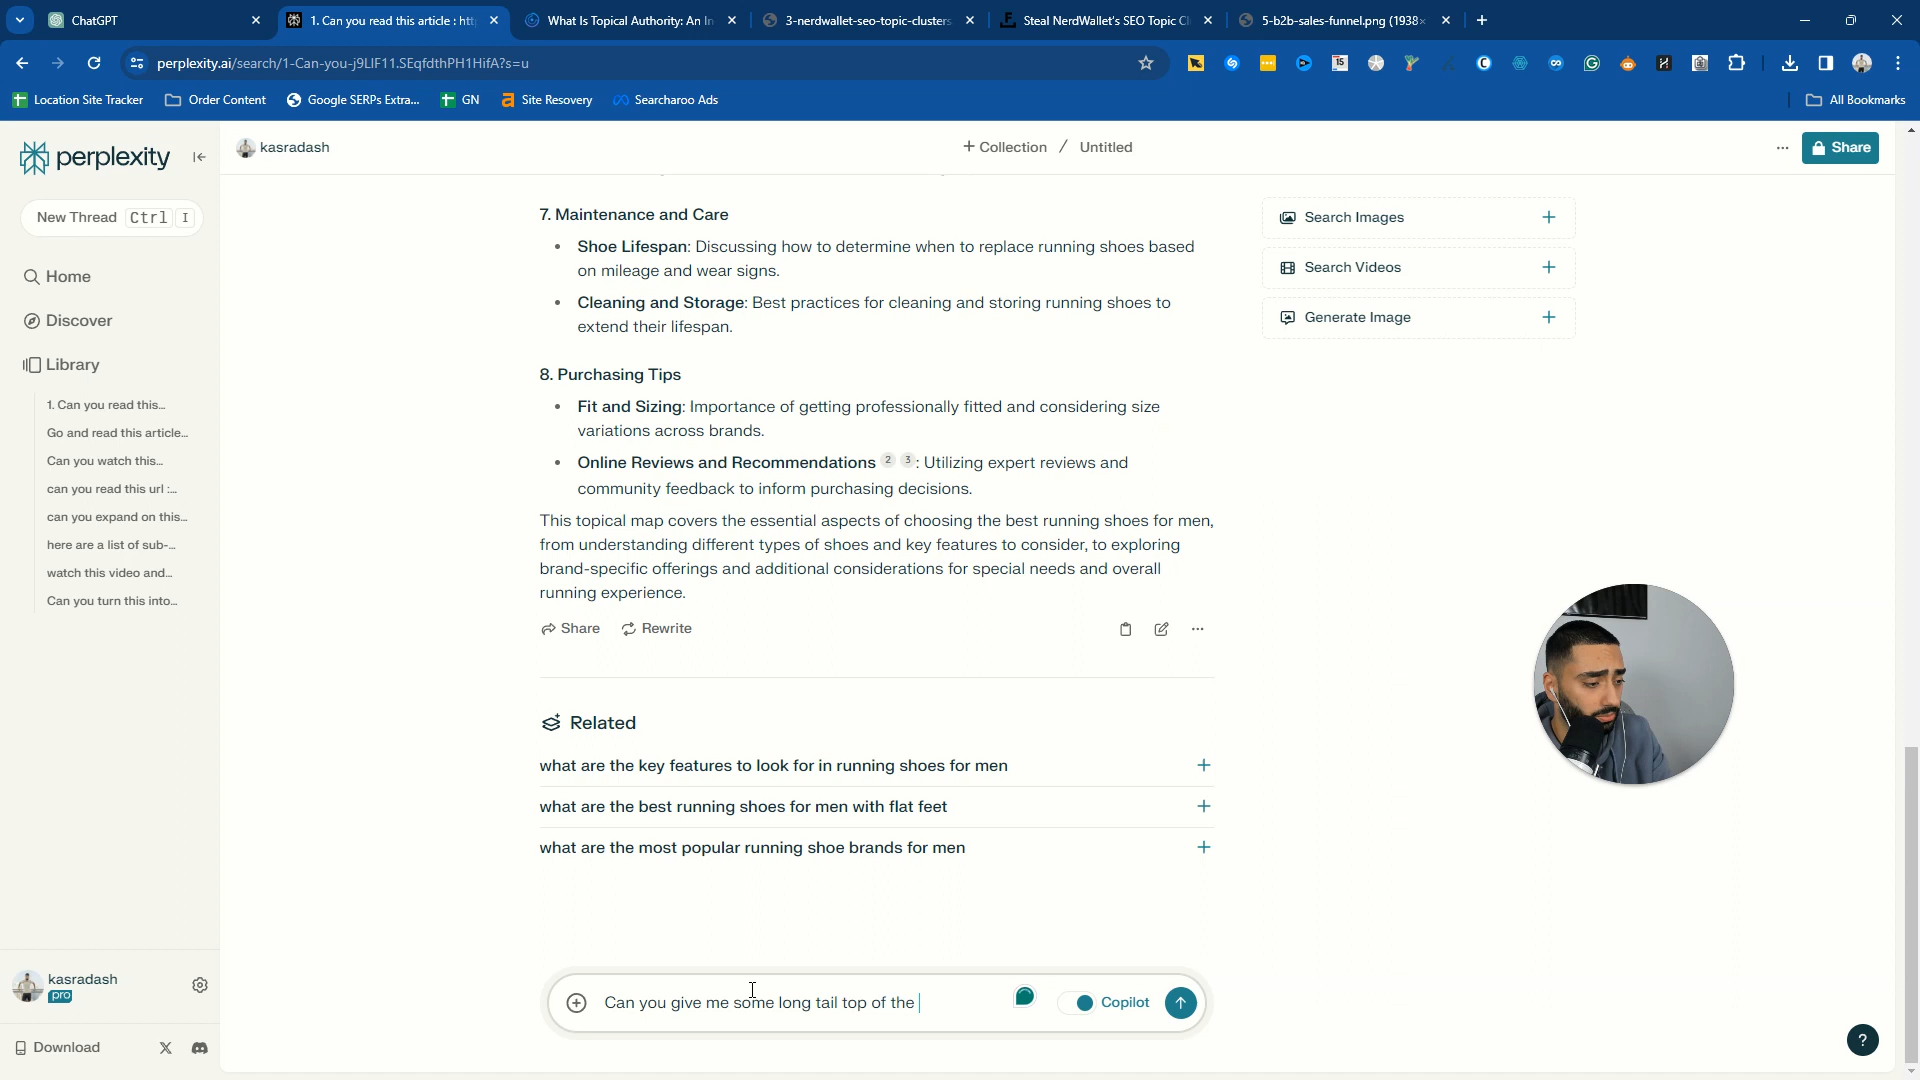 ChatGPT
1. Can you read this article : htt
What Is Topical Authority: An In
3-nerdwallet-seo-topic-clusters
Steal NerdWallet's SEO Topic Cl
5-b2b-sales-funnel.png (1938×
perplexity.ai/search/1-Can-you-j9LIF11.SEqfdthPH1HifA?s=u
Location Site Tracker
Order Content
Google SERPs Extra...
GN
Site Recovery
Searcharoo Ads
All Bookmarks
perplexity
kasradash
+ Collection / Untitled
Share
New Thread Ctrl I
Home
Discover
Library
1. Can you read this...
Go and read this article...
Can you watch this...
can you read this url :...
can you expand on this...
here are a list of sub-...
watch this video and...
Can you turn this into...
kasradash
pro
Download
7. Maintenance and Care
• Shoe Lifespan: Discussing how to determine when to replace running shoes based
on mileage and wear signs.
• Cleaning and Storage: Best practices for cleaning and storing running shoes to
extend their lifespan.
8. Purchasing Tips
• Fit and Sizing: Importance of getting professionally fitted and considering size
variations across brands.
• Online Reviews and Recommendations 2 3 : Utilizing expert reviews and
community feedback to inform purchasing decisions.
This topical map covers the essential aspects of choosing the best running shoes for men,
from understanding different types of shoes and key features to consider, to exploring
brand-specific offerings and additional considerations for special needs and overall
running experience.
Share
Rewrite
Related
what are the key features to look for in running shoes for men
what are the best running shoes for men with flat feet
what are the most popular running shoe brands for men
Can you give me some long tail top of the
Copilot
Search Images
Search Videos
Generate Image
?